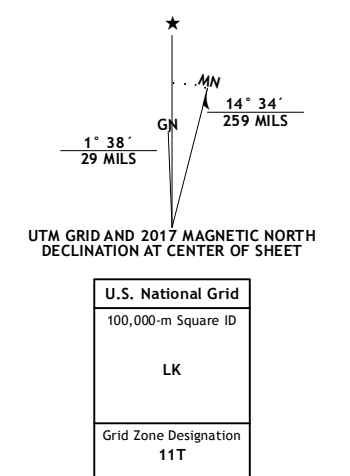 ★
MN
GN
14° 34´
259 MILS
1° 38´
29 MILS
UTM GRID AND 2017 MAGNETIC NORTH
DECLINATION AT CENTER OF SHEET
U.S. National Grid
100,000-m Square ID
LK
Grid Zone Designation
11T